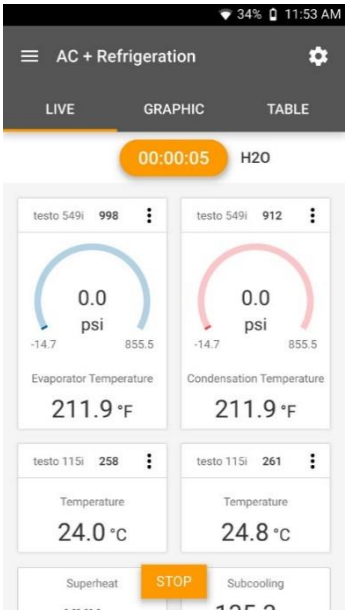 34% 11:53 AM
AC + Refrigeration
LIVE GRAPHIC TABLE
00:00:05 H2O
testo 549i 998 testo 549i 912
0.0 0.0
psi psi
-14.7 855.5 -14.7 855.5
Evaporator Temperature Condensation Temperature
211.9 °F 211.9 °F
testo 115i 258 testo 115i 261
Temperature Temperature
24.0 °C 24.8 °C
Superheat STOP Subcooling